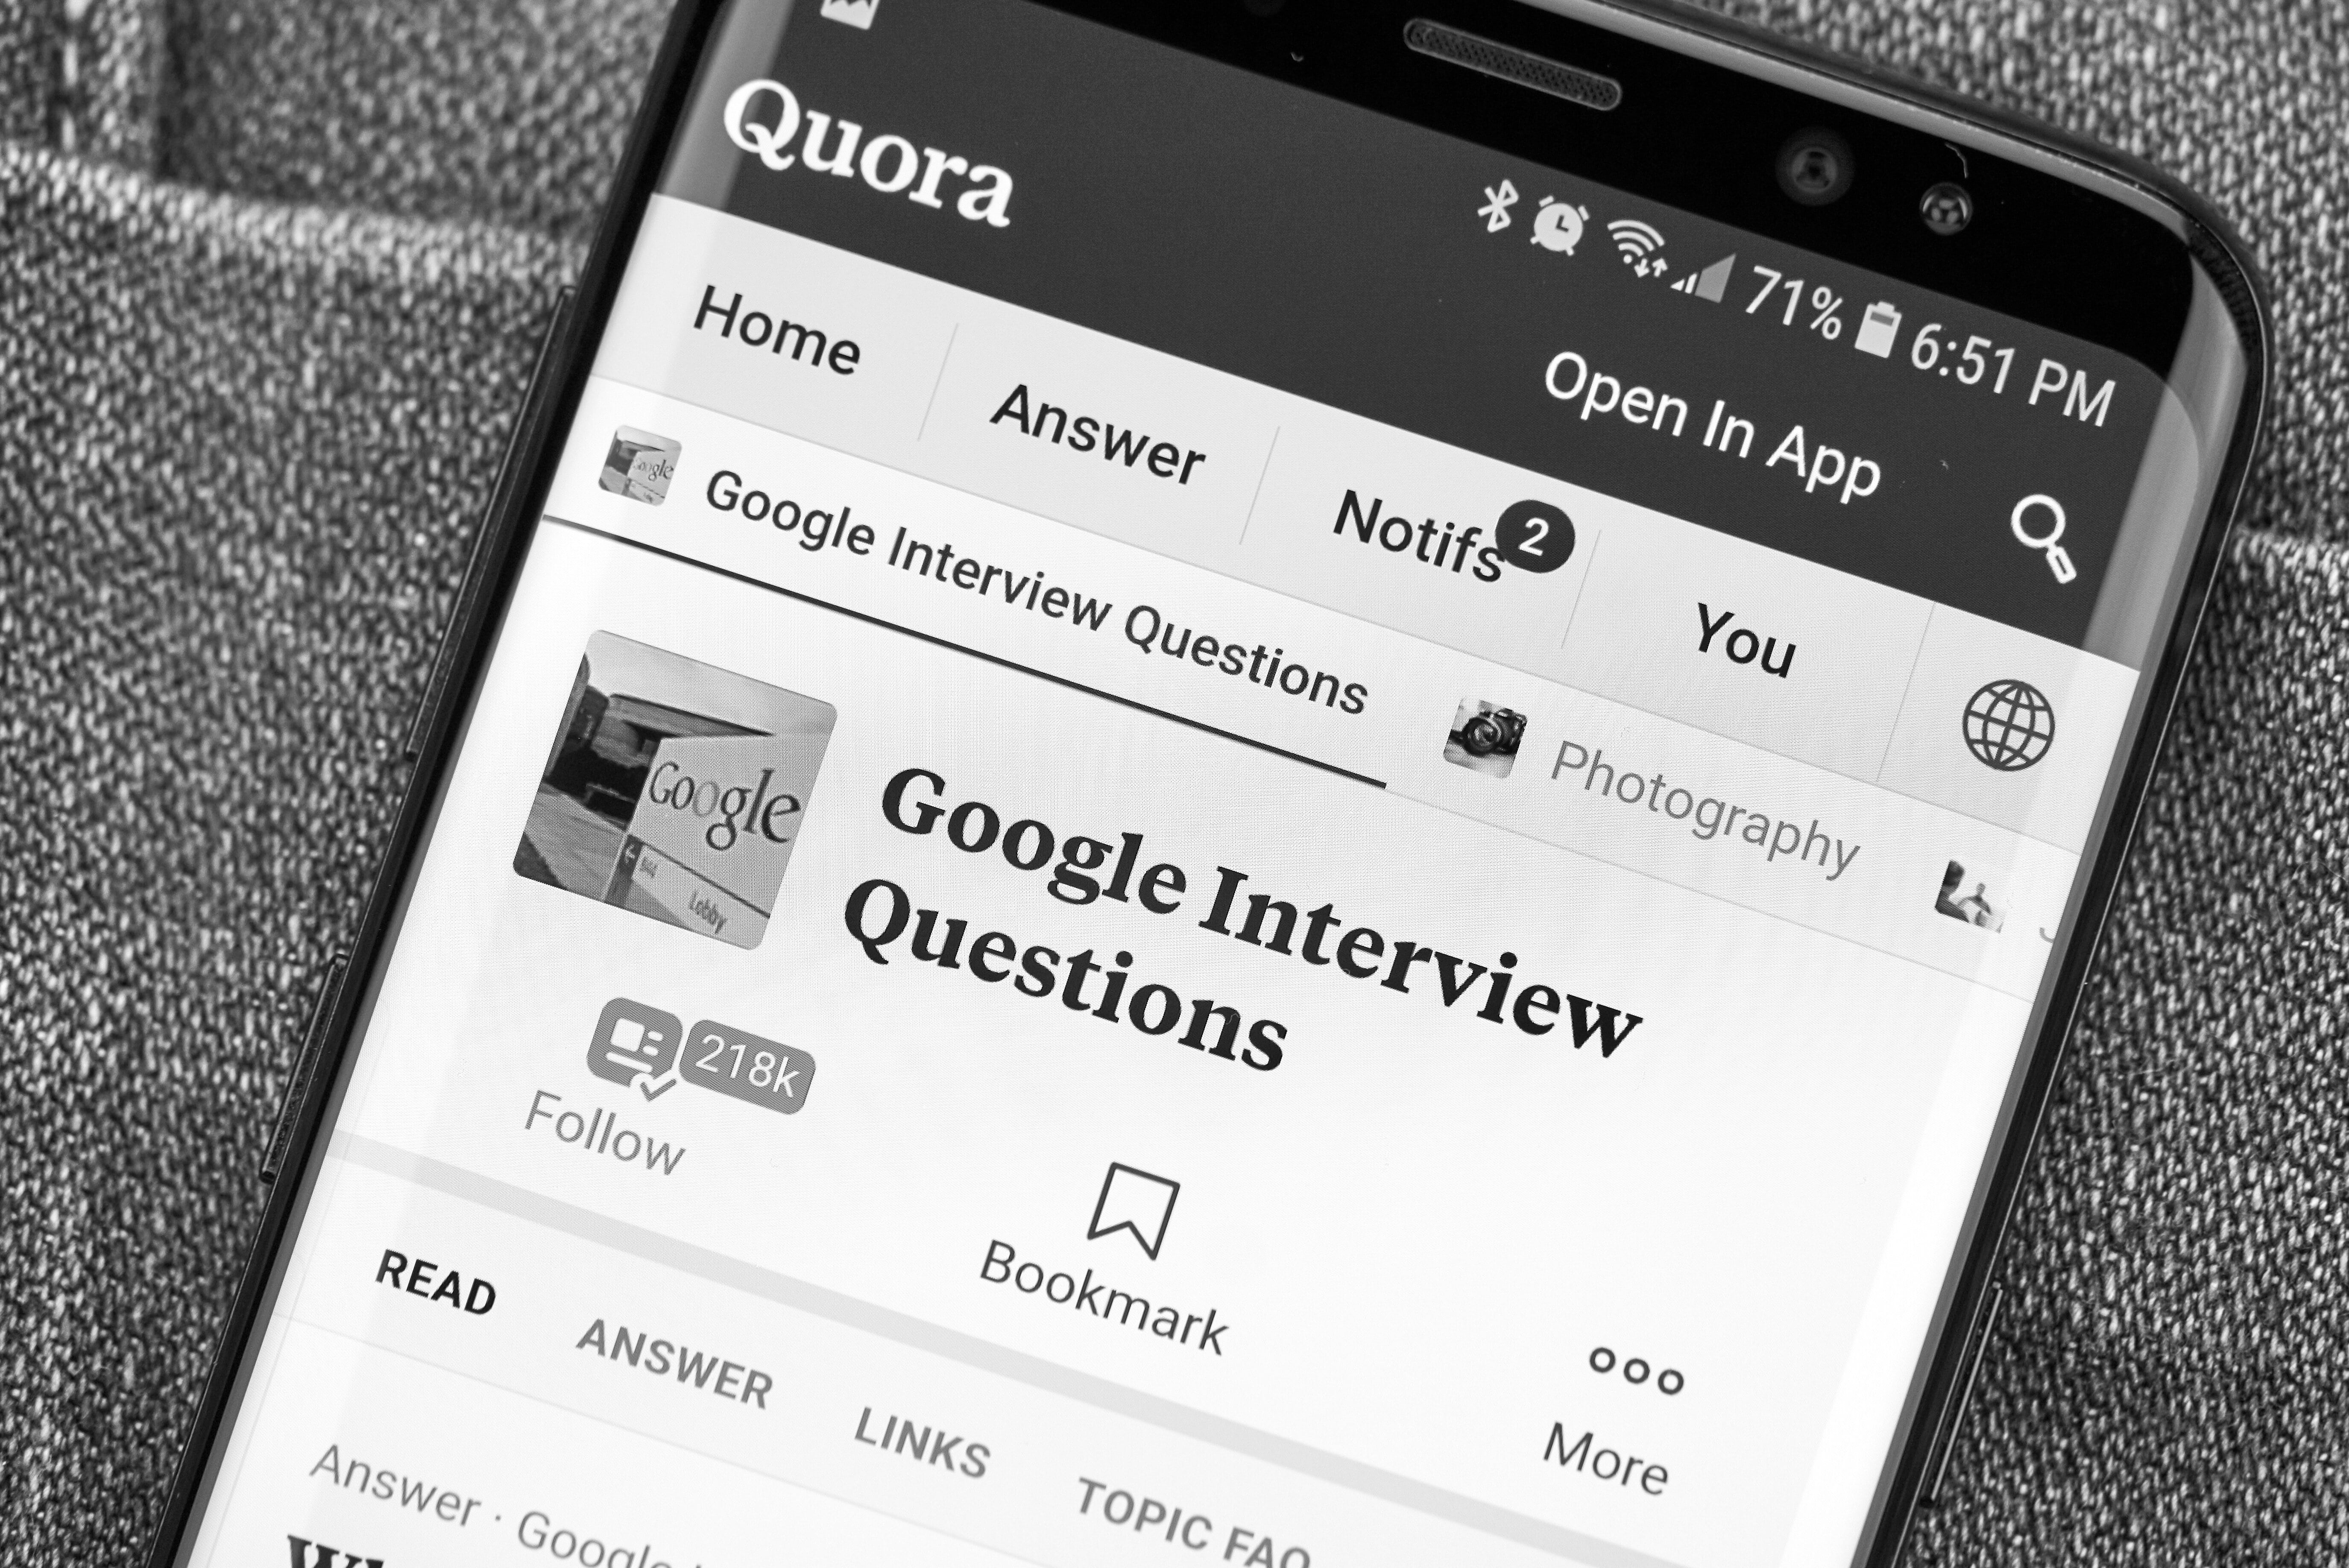 71% 6:51 PM
Quora
Open In App
Home
Answer
Notifs 2
You
Google Interview Questions
Photography
Google
Lobby
Google Interview
Questions
218k
Follow
Bookmark
More
READ
ANSWER
LINKS
TOPIC FAQ
Answer · Google